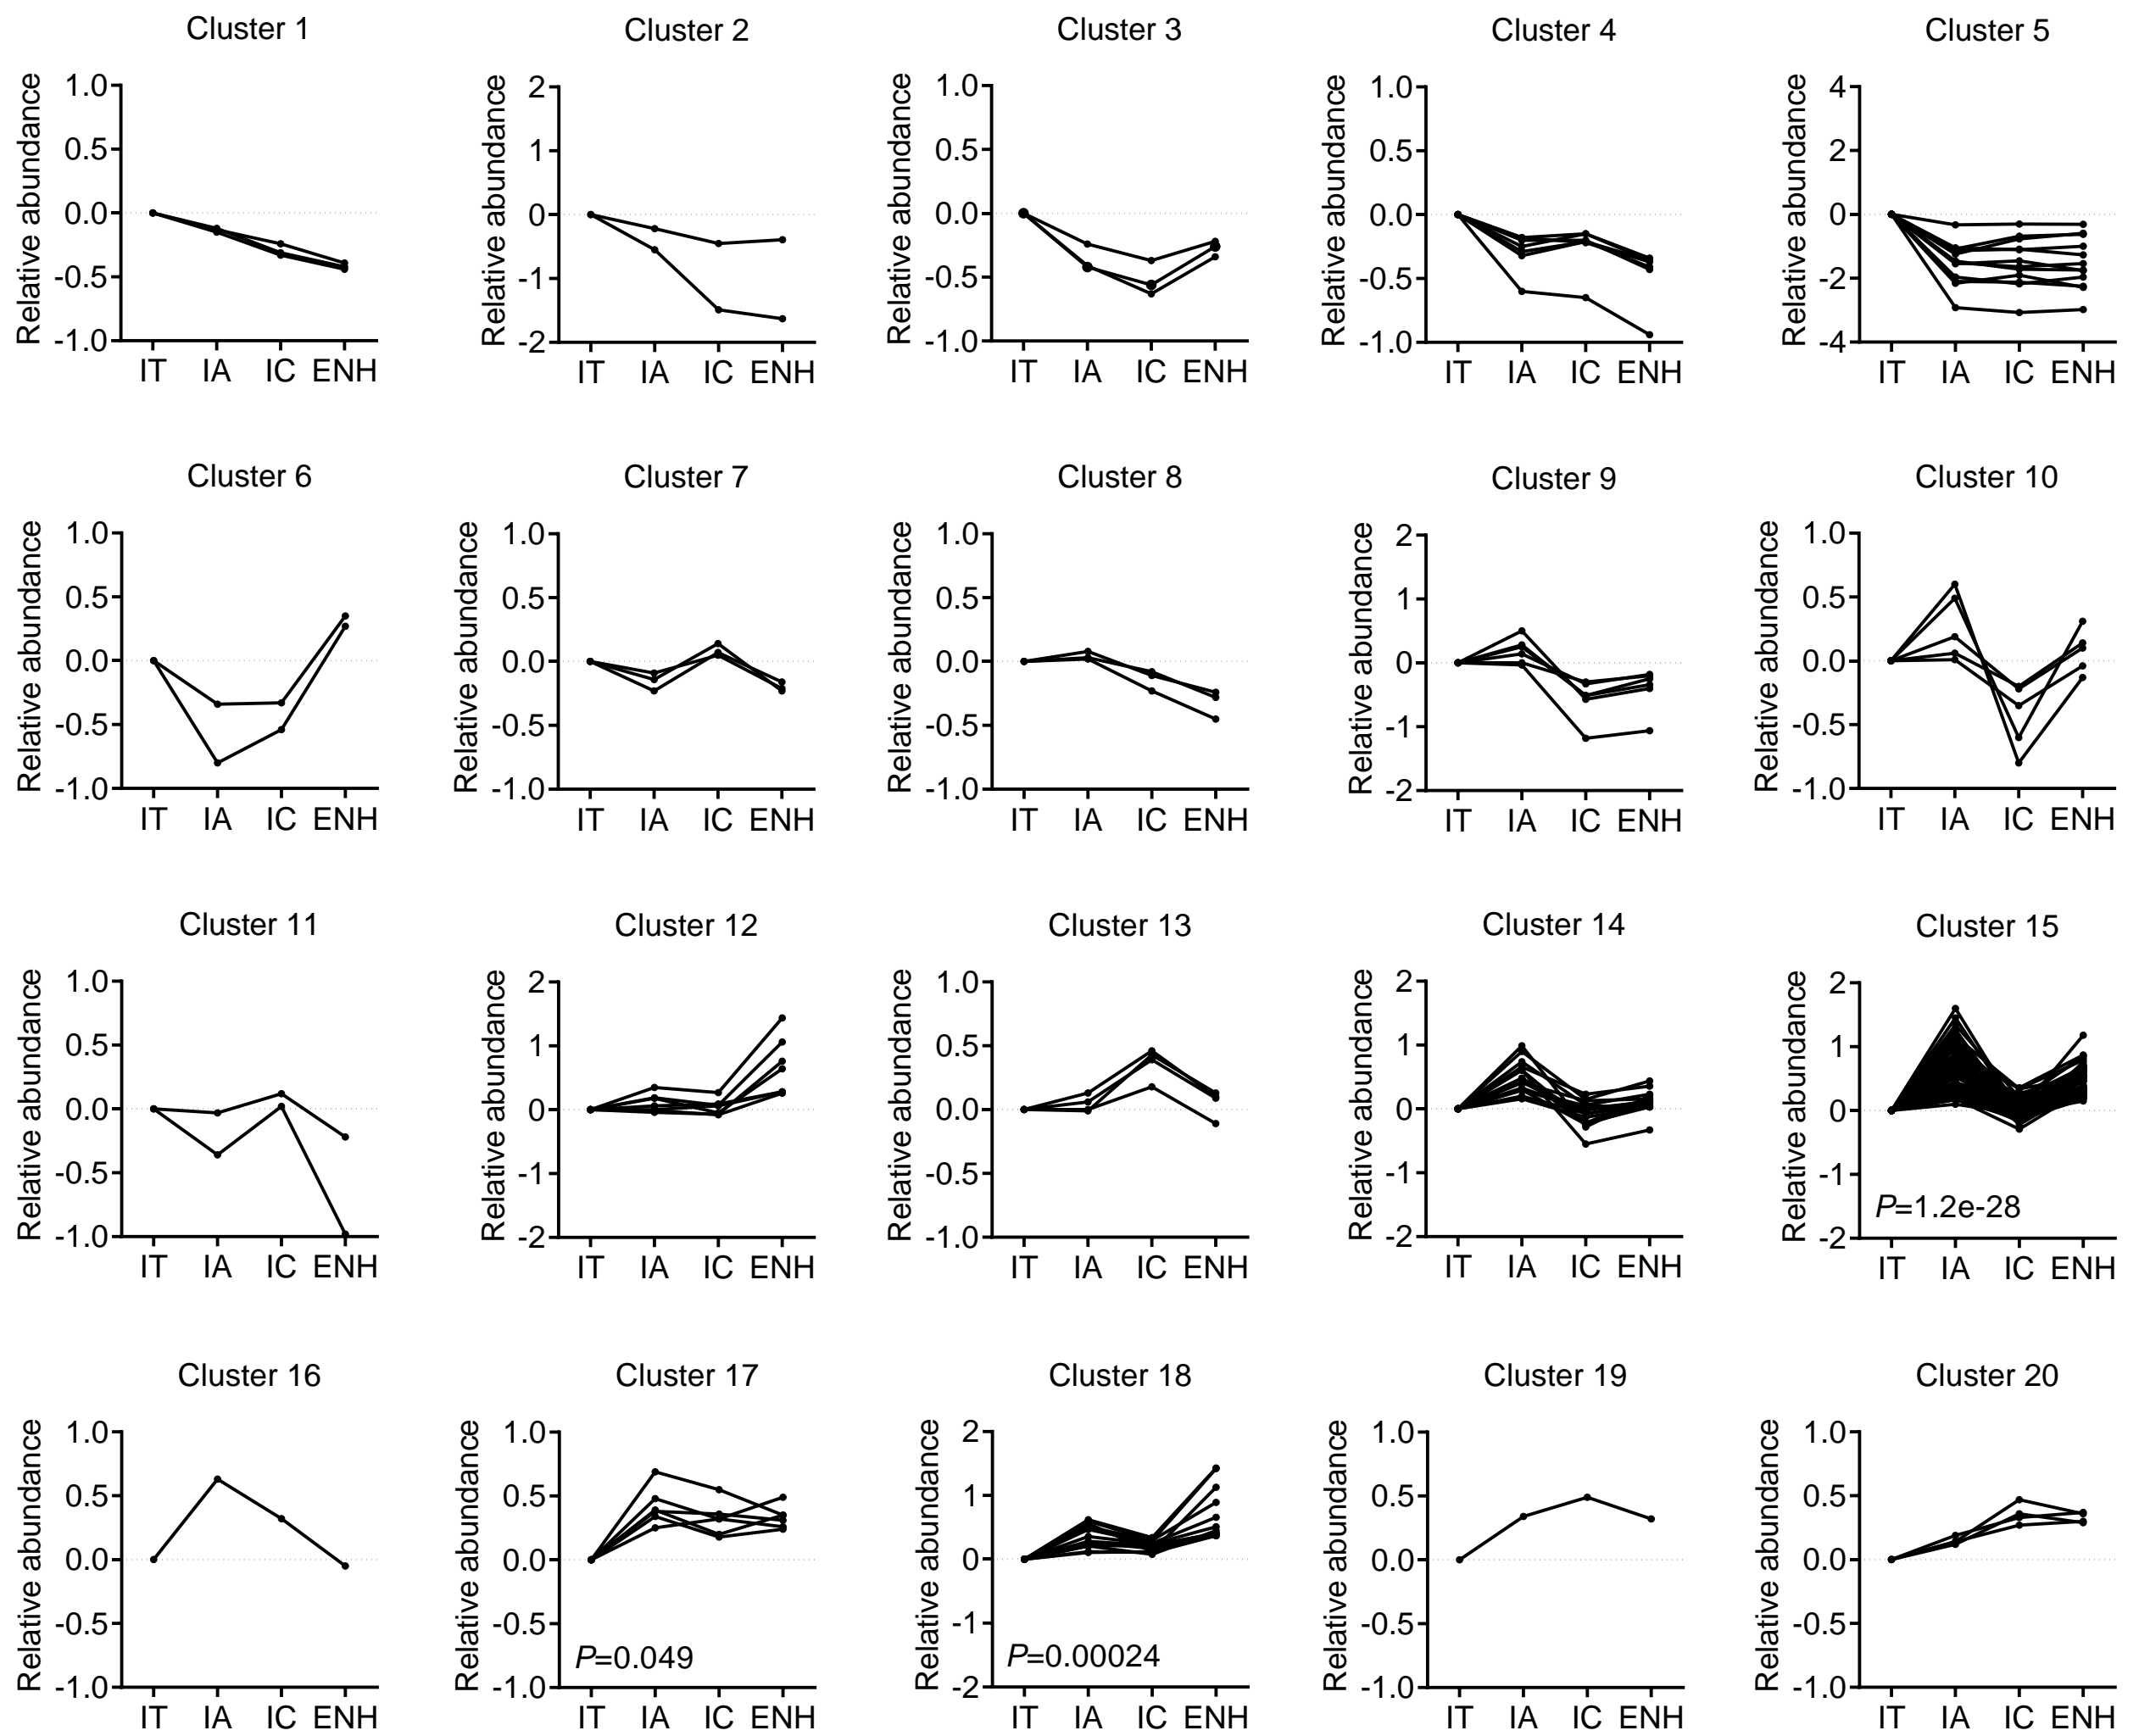 Cluster 1
Relative abundance
1.0
0.5
0.0
-0.5
-1.0
IT IA IC ENH
Cluster 2
Relative abundance
2
1
0
-1
-2
IT IA IC ENH
Cluster 3
Relative abundance
1.0
0.5
0.0
-0.5
-1.0
IT IA IC ENH
Cluster 4
Relative abundance
1.0
0.5
0.0
-0.5
-1.0
IT IA IC ENH
Cluster 5
Relative abundance
4
2
0
-2
-4
IT IA IC ENH
Cluster 6
Relative abundance
1.0
0.5
0.0
-0.5
-1.0
IT IA IC ENH
Cluster 7
Relative abundance
1.0
0.5
0.0
-0.5
-1.0
IT IA IC ENH
Cluster 8
Relative abundance
1.0
0.5
0.0
-0.5
-1.0
IT IA IC ENH
Cluster 9
Relative abundance
2
1
0
-1
-2
IT IA IC ENH
Cluster 10
Relative abundance
1.0
0.5
0.0
-0.5
-1.0
IT IA IC ENH
Cluster 11
Relative abundance
1.0
0.5
0.0
-0.5
-1.0
IT IA IC ENH
Cluster 12
Relative abundance
2
1
0
-1
-2
IT IA IC ENH
Cluster 13
Relative abundance
1.0
0.5
0.0
-0.5
-1.0
IT IA IC ENH
Cluster 14
Relative abundance
2
1
0
-1
-2
IT IA IC ENH
Cluster 15
Relative abundance
2
1
0
-1
-2
P=1.2e-28
IT IA IC ENH
Cluster 16
Relative abundance
1.0
0.5
0.0
-0.5
-1.0
IT IA IC ENH
Cluster 17
Relative abundance
1.0
0.5
0.0
-0.5
-1.0
P=0.049
IT IA IC ENH
Cluster 18
Relative abundance
2
1
0
-1
-2
P=0.00024
IT IA IC ENH
Cluster 19
Relative abundance
1.0
0.5
0.0
-0.5
-1.0
IT IA IC ENH
Cluster 20
Relative abundance
1.0
0.5
0.0
-0.5
-1.0
IT IA IC ENH